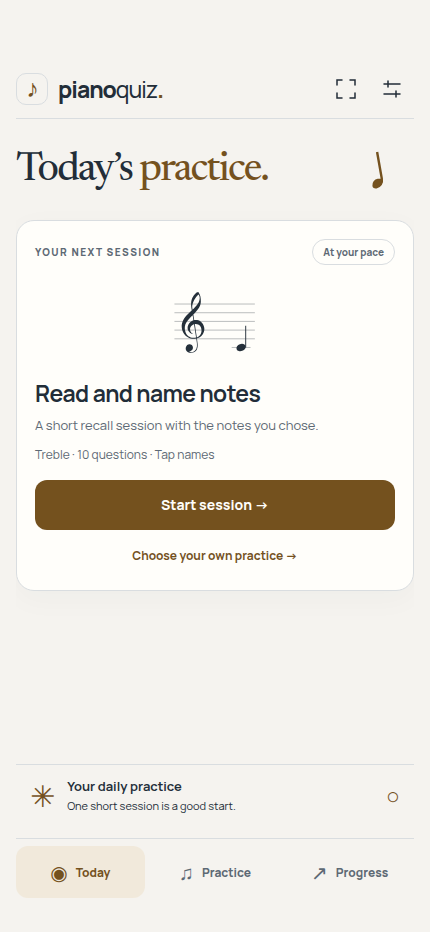 pianoquiz.
Today’s practice.
YOUR NEXT SESSION
At your pace
Read and name notes
A short recall session with the notes you chose.
Treble · 10 questions · Tap names
Start session →
Choose your own practice →
Your daily practice
One short session is a good start.
Today
Practice
Progress